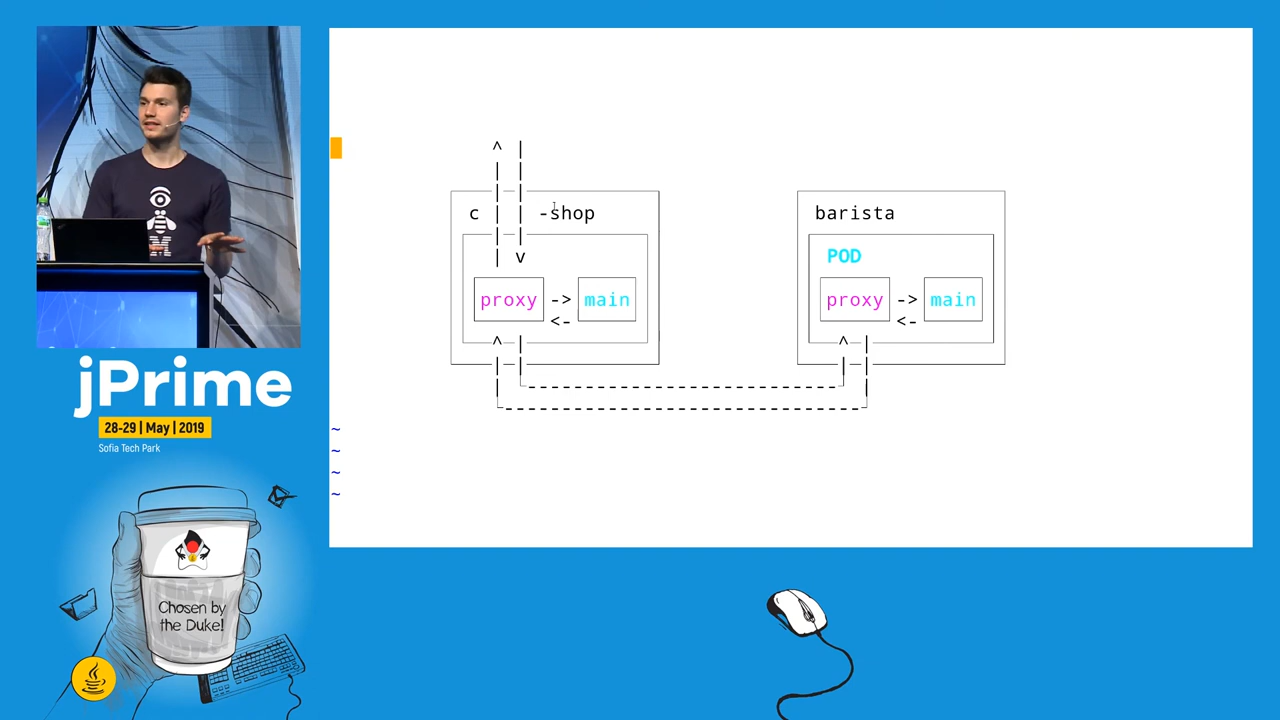 ^ |
c | | -shop
barista
| v
POD
proxy -> main
<-
proxy -> main
<-
^ |
^ |
~
~
~
~
M
jPrime
28-29 | May | 2019
Sofia Tech Park
Chosen by
the Duke!